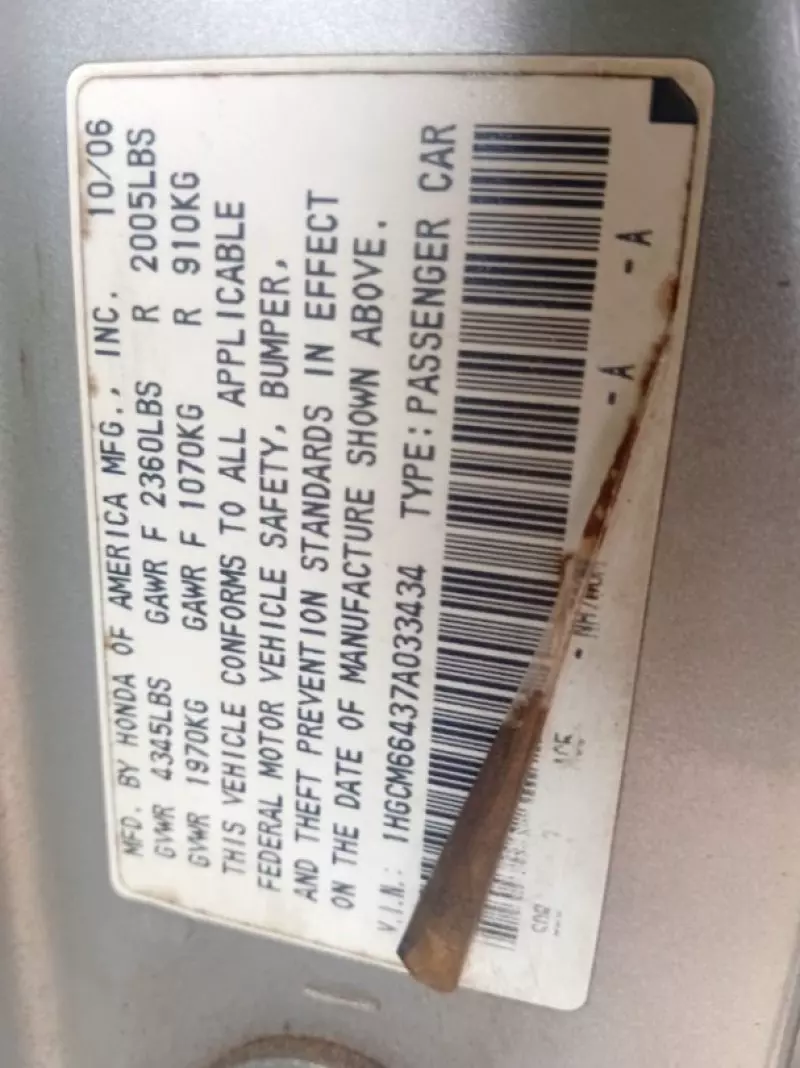 MFD. BY HONDA OF AMERICA MFG., INC. 10/06
GVWR 4345LBS GAWR F 2360LBS R 2005LBS
GVWR 1970KG GAWR F 1070KG R 910KG
THIS VEHICLE CONFORMS TO ALL APPLICABLE
FEDERAL MOTOR VEHICLE SAFETY, BUMPER,
AND THEFT PREVENTION STANDARDS IN EFFECT
ON THE DATE OF MANUFACTURE SHOWN ABOVE.
V.I.N.: 1HGCM66437A033434 TYPE: PASSENGER CAR
- A - A